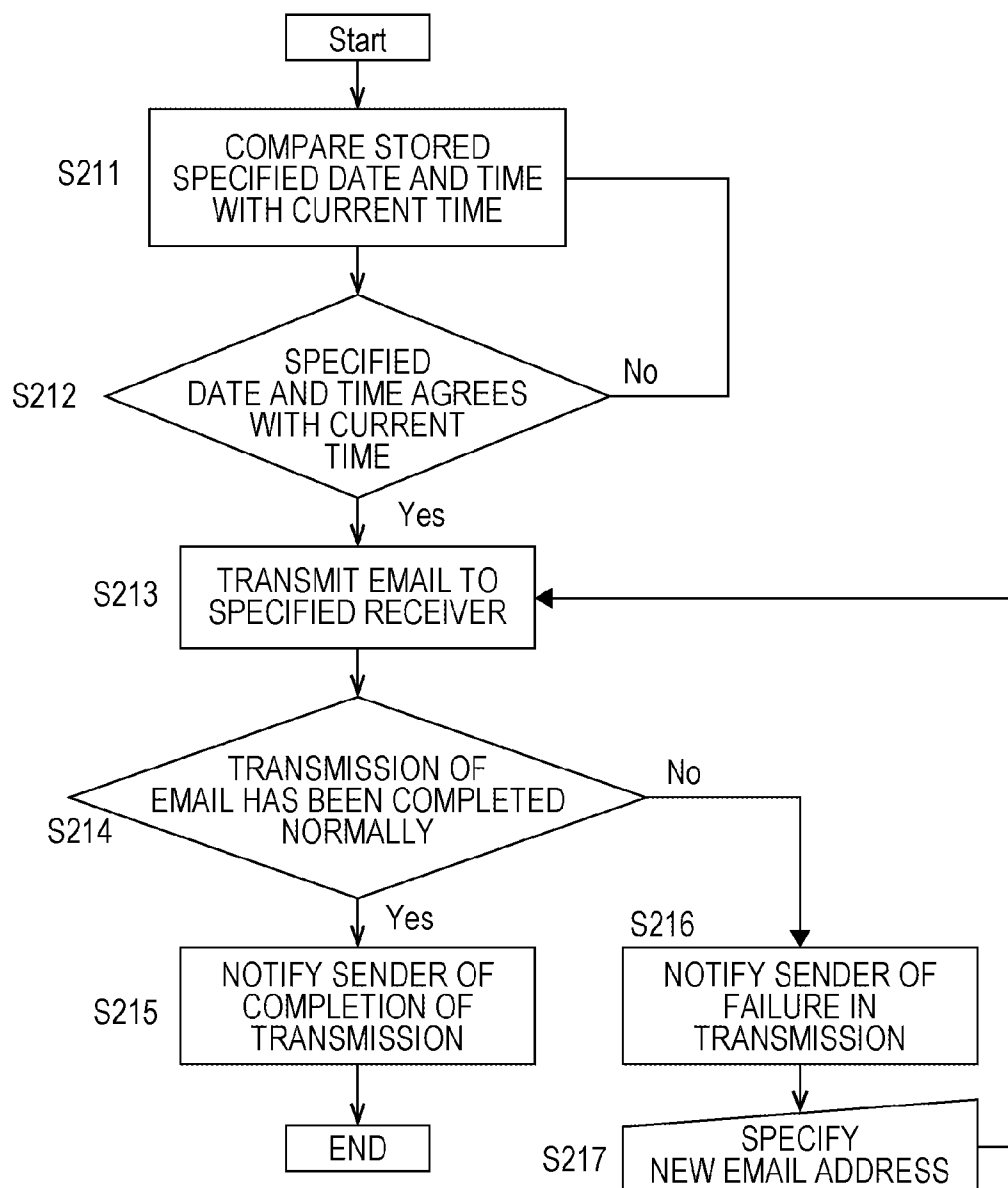 Start
S211
COMPARE STORED
SPECIFIED DATE AND TIME
WITH CURRENT TIME
S212
SPECIFIED
DATE AND TIME AGREES
WITH CURRENT
TIME
No
Yes
S213
TRANSMIT EMAIL TO
SPECIFIED RECEIVER
S214
TRANSMISSION OF
EMAIL HAS BEEN COMPLETED
NORMALLY
No
Yes
S215
NOTIFY SENDER OF
COMPLETION OF
TRANSMISSION
END
S216
NOTIFY SENDER OF
FAILURE IN
TRANSMISSION
S217
SPECIFY
NEW EMAIL ADDRESS